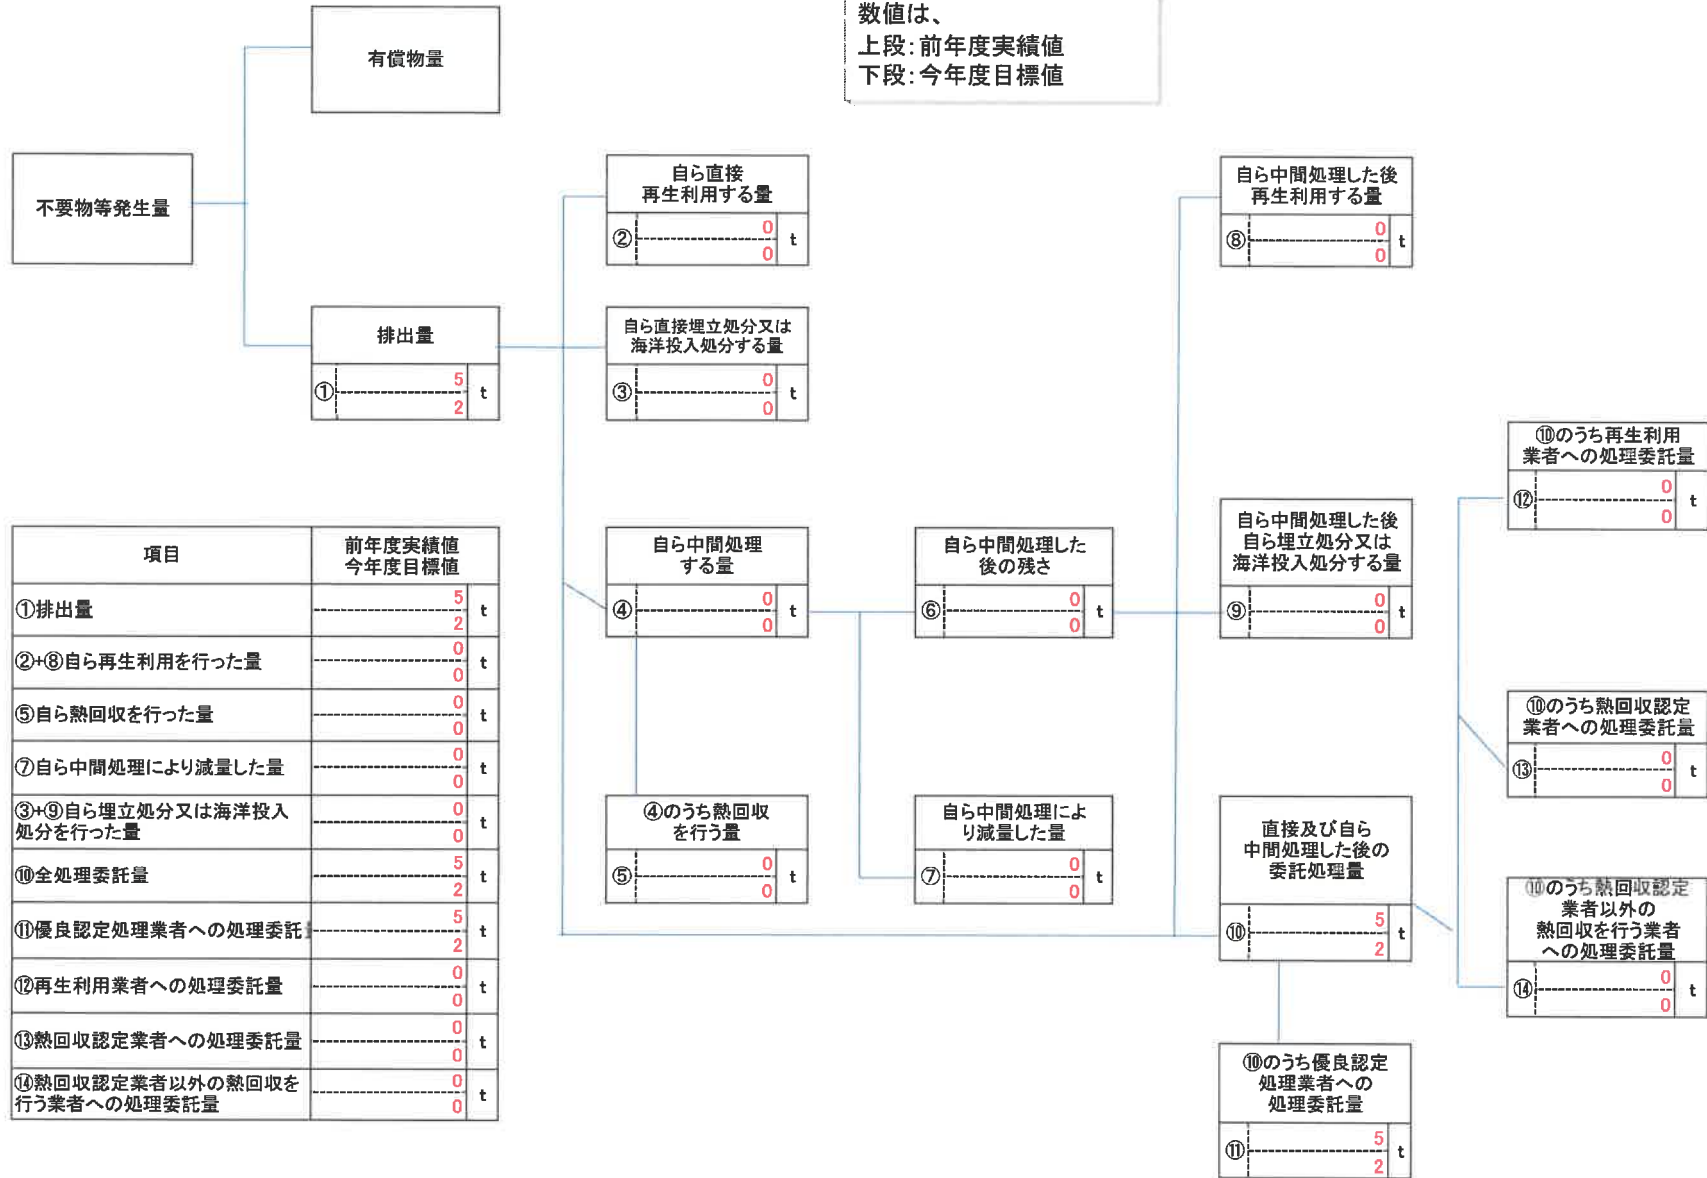 数値は、
上段：前年度実績値
下段：今年度目標値
有償物量
不要物等発生量
排出量
①
5
2
t
自ら直接
再生利用する量
②
0
0
t
自ら直接埋立処分又は
海洋投入処分する量
③
0
0
t
自ら中間処理
する量
④
0
0
t
④のうち熱回収
を行う量
⑤
0
0
t
自ら中間処理した
後の残さ
⑥
0
0
t
自ら中間処理によ
り減量した量
⑦
0
0
t
自ら中間処理した後
再生利用する量
⑧
0
0
t
自ら中間処理した後
自ら埋立処分又は
海洋投入処分する量
⑨
0
0
t
直接及び自ら
中間処理した後の
委託処理量
⑩
5
2
t
⑩のうち優良認定
処理業者への
処理委託量
⑪
5
2
t
⑩のうち再生利用
業者への処理委託量
⑫
0
0
t
⑩のうち熱回収認定
業者への処理委託量
⑬
0
0
t
⑩のうち熱回収認定
業者以外の
熱回収を行う業者
への処理委託量
⑭
0
0
t
項目
前年度実績値
今年度目標値
①排出量
5
2
t
②+⑧自ら再生利用を行った量
0
0
t
⑤自ら熱回収を行った量
0
0
t
⑦自ら中間処理により減量した量
0
0
t
③+⑨自ら埋立処分又は海洋投入
処分を行った量
0
0
t
⑩全処理委託量
5
2
t
⑪優良認定処理業者への処理委託
5
2
t
⑫再生利用業者への処理委託量
0
0
t
⑬熱回収認定業者への処理委託量
0
0
t
⑭熱回収認定業者以外の熱回収を
行う業者への処理委託量
0
0
t